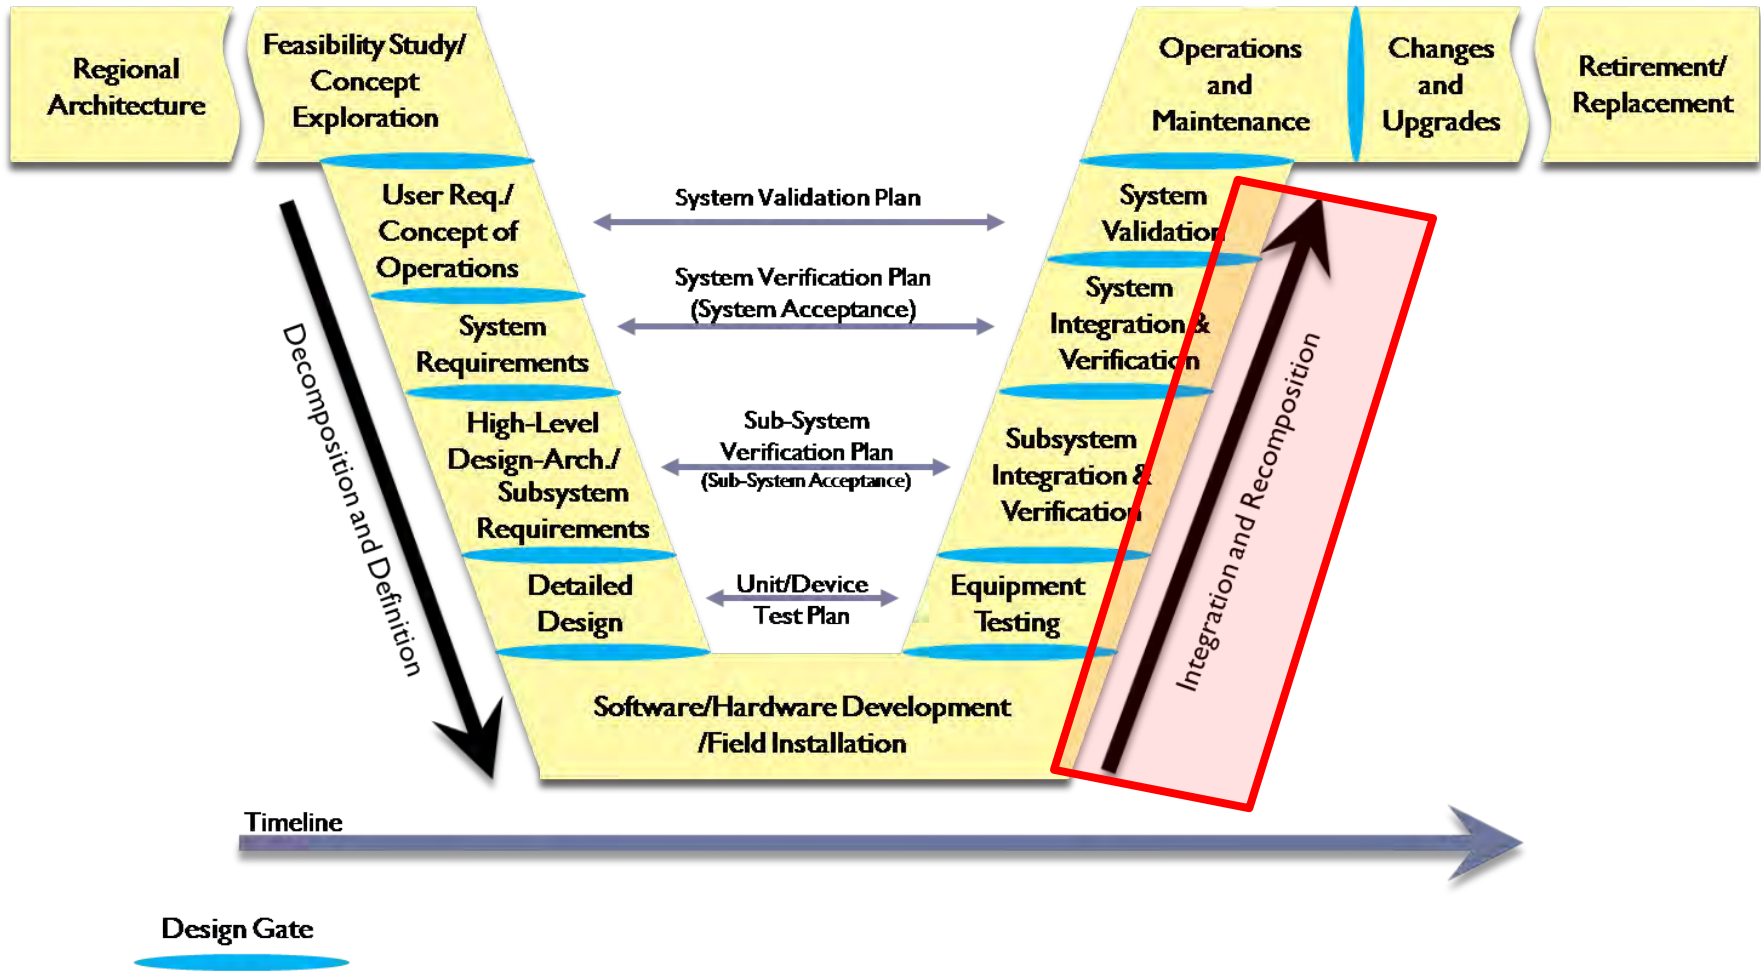 Regional
Architecture
Feasibility Study/
Concept
Exploration
Operations
and
Maintenance
Changes
and
Upgrades
Retirement/
Replacement
User Req./
Concept of
Operations
System Validation Plan
System
Validation
System
Requirements
System Verification Plan
(System Acceptance)
System
Integration &
Verification
High-Level
Design-Arch./
Subsystem
Requirements
Sub-System
Verification Plan
(Sub-System Acceptance)
Subsystem
Integration &
Verification
Detailed
Design
Unit/Device
Test Plan
Equipment
Testing
Software/Hardware Development
/Field Installation
Decomposition and Definition
Integration and Recomposition
Timeline
Design Gate